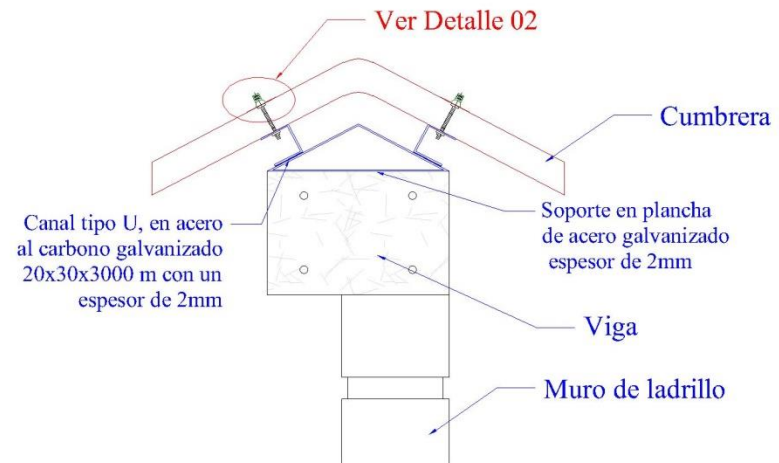 Ver Detalle 02
Cumbrera
Canal tipo U, en acero
al carbono galvanizado
20x30x3000 m con un
espesor de 2mm
Soporte en plancha
de acero galvanizado
espesor de 2mm
Viga
Muro de ladrillo